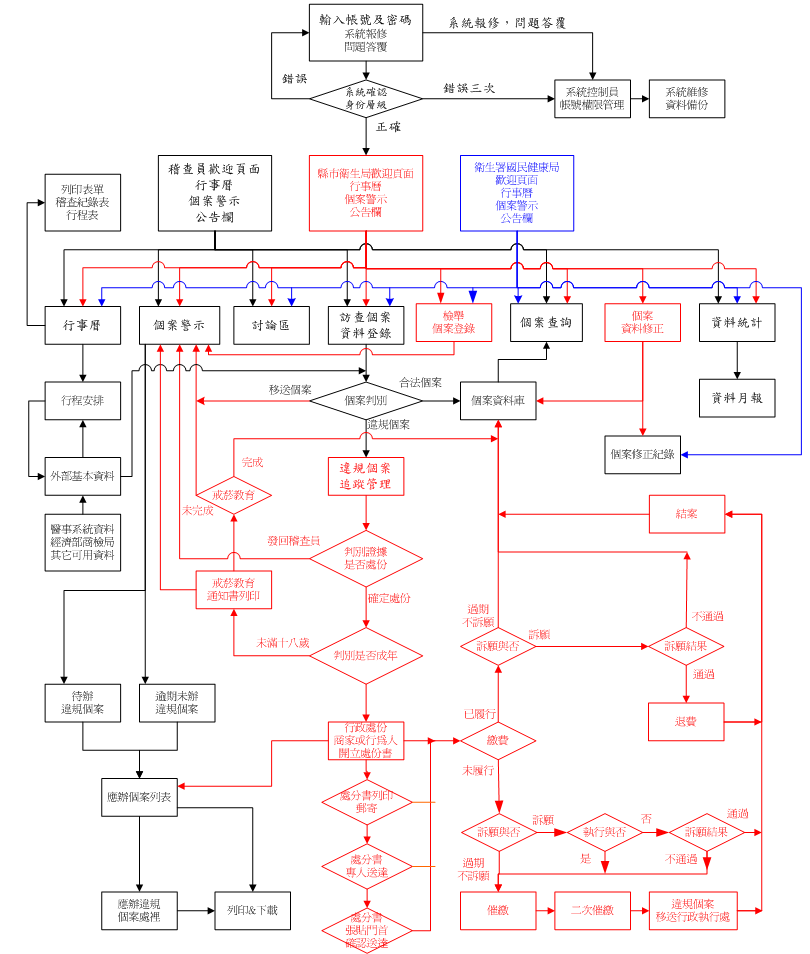 輸入帳號及密碼
系統報修
問題答覆
系統報修，問題答覆
錯誤
系統確認
身份層級
錯誤三次
系統控制員
帳號權限管理
系統維修
資料備份
正確
列印表單
稽查紀錄表
行程表
稽查員歡迎頁面
行事曆
個案警示
公告欄
縣市衛生局歡迎頁面
行事曆
個案警示
公告欄
衛生署國民健康局
歡迎頁面
行事曆
個案警示
公告欄
行事曆
個案警示
討論區
訪查個案
資料登錄
檢舉
個案登錄
個案查詢
個案
資料修正
資料統計
行程安排
移送個案
個案判別
合法個案
個案資料庫
資料月報
違規個案
個案修正紀錄
外部基本資料
完成
戒菸教育
未完成
違規個案
追蹤管理
結案
醫事系統資料
經濟部商檢局
其它可用資料
發回稽查員
判別證據
是否處份
戒菸教育
通知書列印
確定處份
未滿十八歲
判別是否成年
過期
不訴願
訴願與否
訴願
不通過
訴願結果
通過
待辦
違規個案
逾期未辦
違規個案
已履行
退費
行政處份
商家或行為人
開立處份書
繳費
未履行
應辦個案列表
處分書列印
郵寄
訴願與否
訴願
執行與否
否
訴願結果
通過
過期
不訴願
是
不通過
處分書
專人送達
應辦違規
個案處裡
列印&下載
處分書
張貼門首
確認送達
催繳
二次催繳
違規個案
移送行政執行處